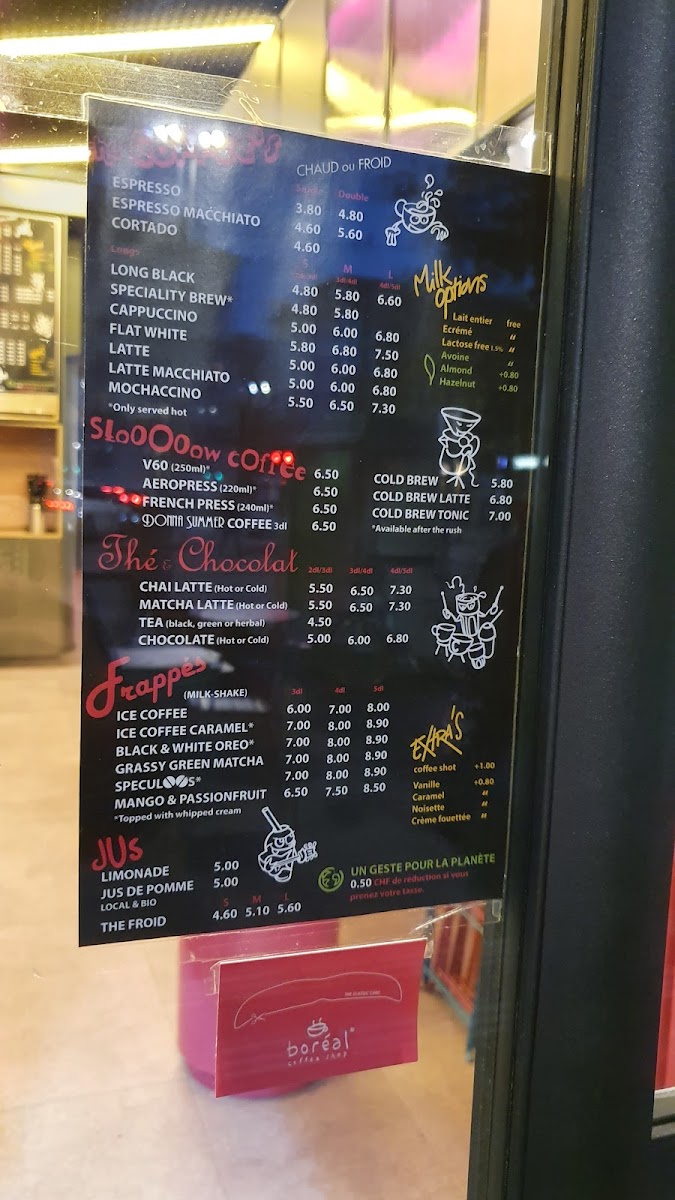 COFFEE'S
CHAUD OU FROID
Single Double
ESPRESSO 3.80 4.80
ESPRESSO MACCHIATO 4.60 5.60
CORTADO 4.60
Longs S M L
3dl/4dl 4dl/5dl
LONG BLACK 4.80 5.80 6.60
SPECIALITY BREW* 4.80 5.80
CAPPUCCINO 5.00 6.00 6.80
FLAT WHITE 5.80 6.80 7.50
LATTE 5.00 6.00 6.80
LATTE MACCHIATO 5.00 6.00 6.80
MOCHACCINO 5.50 6.50 7.30
*Only served hot
Milk options
Lait entier free
Ecrémé "
Lactose free 1.5% "
Avoine "
Almond +0.80
Hazelnut +0.80
SLoOOOow cOffee
V60 (250ml)* 6.50
AEROPRESS (220ml)* 6.50
FRENCH PRESS (240ml)* 6.50
DONNA SUMMER COFFEE 3dl 6.50
COLD BREW 5.80
COLD BREW LATTE 6.80
COLD BREW TONIC 7.00
*Available after the rush
Thé & Chocolat
2dl/3dl 3dl/4dl 4dl/5dl
CHAI LATTE (Hot or Cold) 5.50 6.50 7.30
MATCHA LATTE (Hot or Cold) 5.50 6.50 7.30
TEA (black, green or herbal) 4.50
CHOCOLATE (Hot or Cold) 5.00 6.00 6.80
Frappés (MILK-SHAKE)
3dl 4dl 5dl
ICE COFFEE 6.00 7.00 8.00
ICE COFFEE CARAMEL* 7.00 8.00 8.90
BLACK & WHITE OREO* 7.00 8.00 8.90
GRASSY GREEN MATCHA 7.00 8.00 8.90
SPECULOOS* 7.00 8.00 8.90
MANGO & PASSIONFRUIT 6.50 7.50 8.50
*Topped with whipped cream
EXTRA'S
coffee shot +1.00
Vanille +0.80
Caramel "
Noisette "
Crème fouettée "
JUs
LIMONADE 5.00
JUS DE POMME 5.00
LOCAL & BIO
S M L
THE FROID 4.60 5.10 5.60
UN GESTE POUR LA PLANÈTE
0.50 CHF de reduction si vous
prenez votre tasse.
boréal
coffee shop